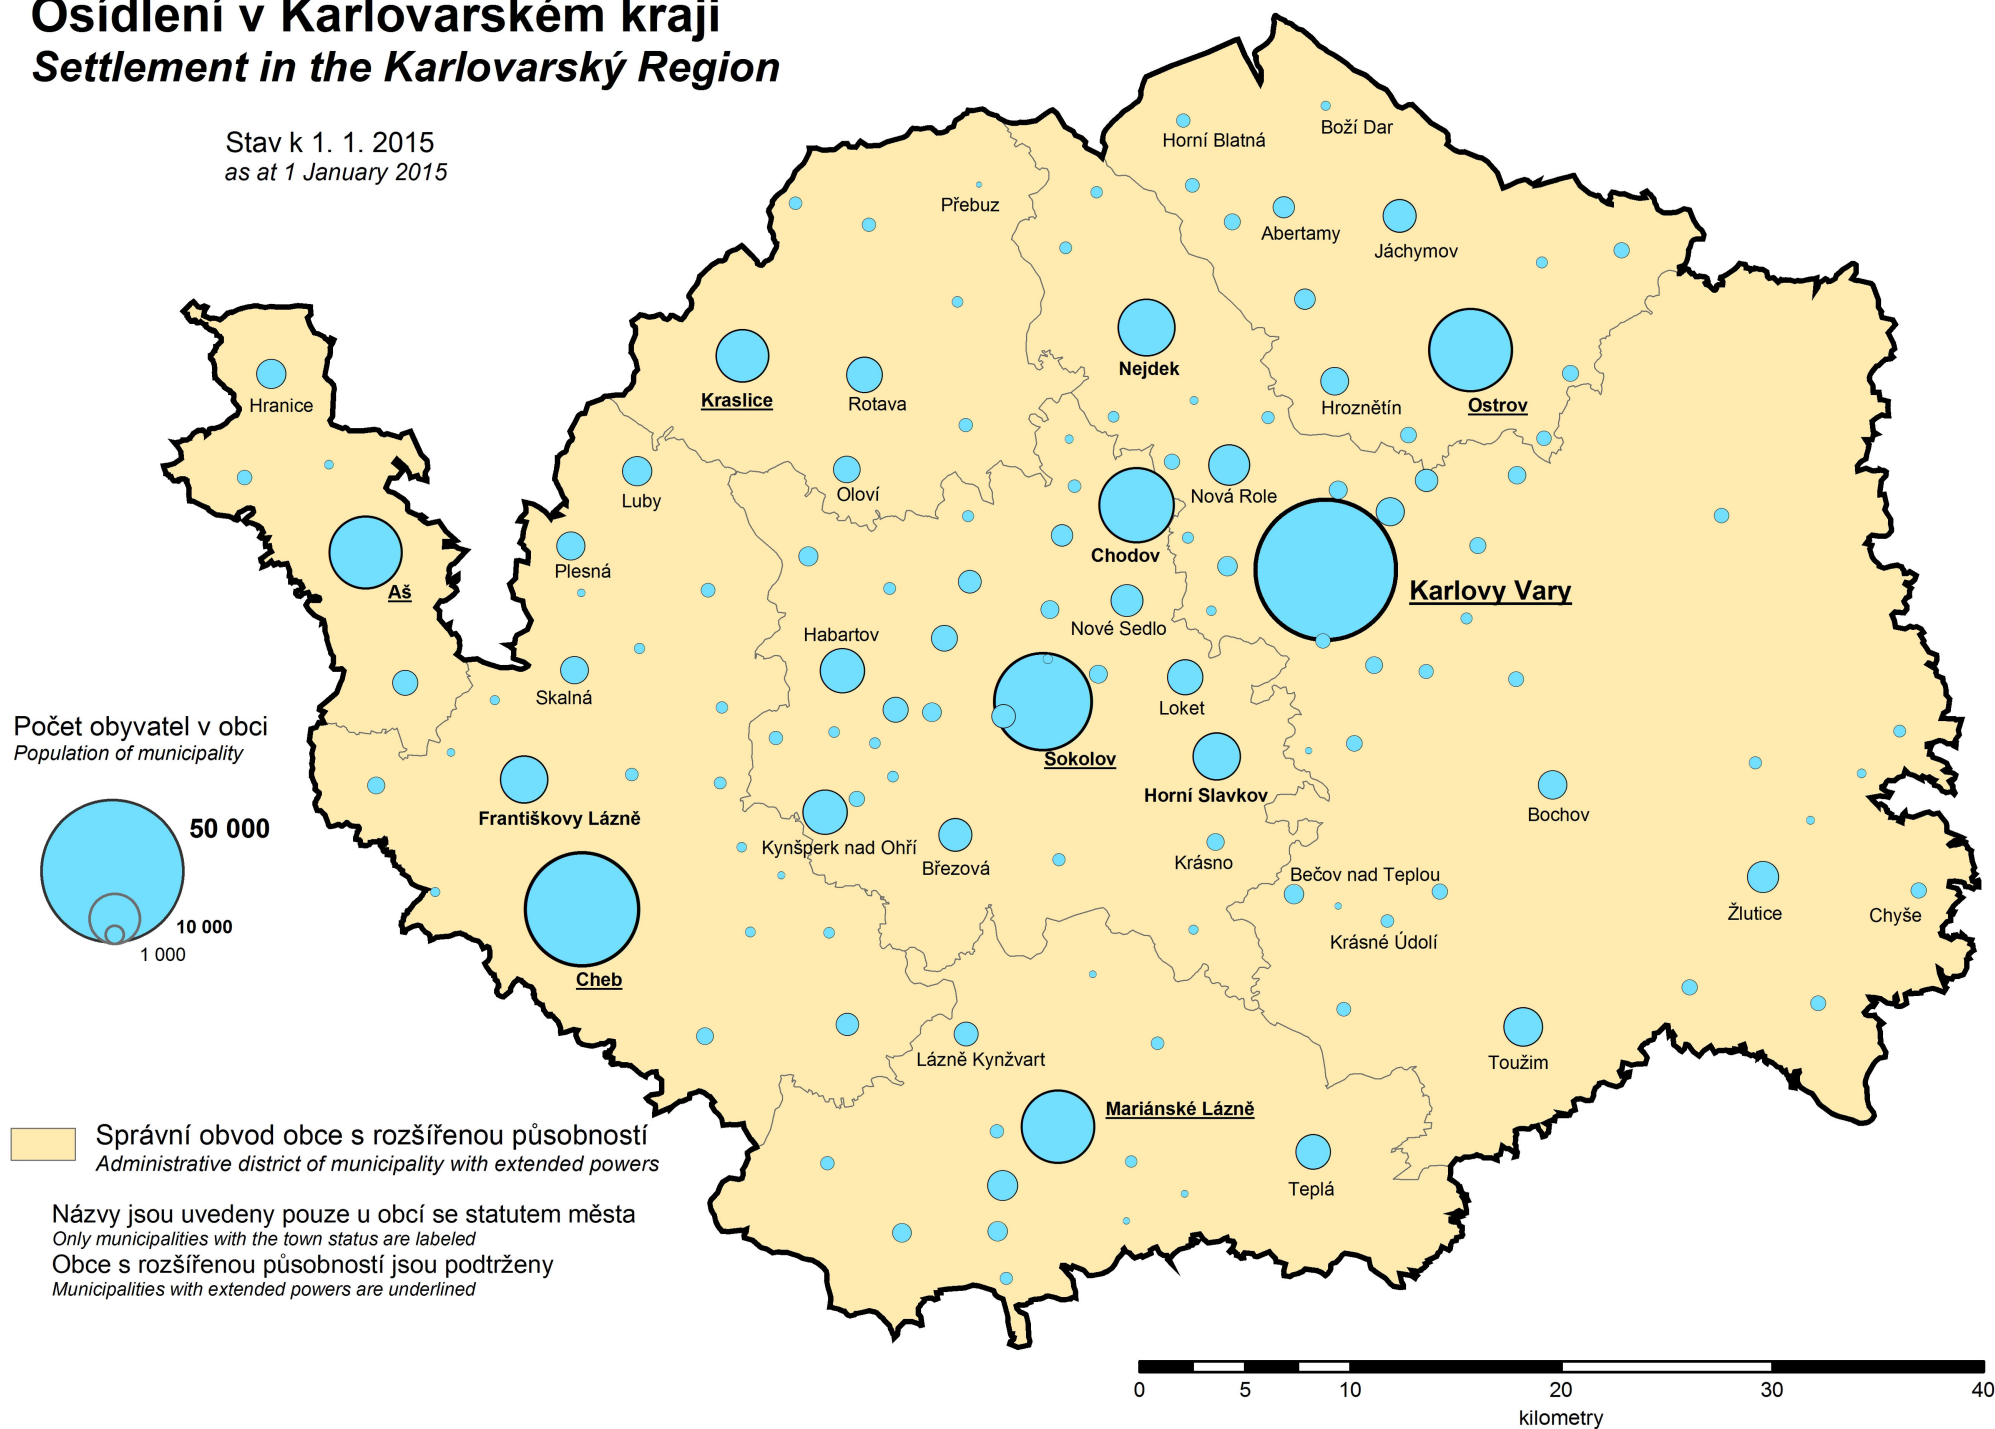 Osídlení v Karlovarském kraji
Settlement in the Karlovarský Region
Stav k 1. 1. 2015
as at 1 January 2015
Horní Blatná
Boží Dar
Přebuz
Abertamy
Jáchymov
Hranice
Kraslice
Rotava
Nejdek
Hroznětín
Ostrov
Luby
Oloví
Nová Role
Chodov
Plesná
Aš
Karlovy Vary
Habartov
Nové Sedlo
Skalná
Loket
Sokolov
Horní Slavkov
Františkovy Lázně
Bochov
Kynšperk nad Ohří
Březová
Krásno
Bečov nad Teplou
Žlutice
Chyše
Krásné Údolí
Cheb
Lázně Kynžvart
Toužim
Mariánské Lázně
Teplá
Počet obyvatel v obci
Population of municipality
50 000
10 000
1 000
Správní obvod obce s rozšířenou působností
Administrative district of municipality with extended powers
Názvy jsou uvedeny pouze u obcí se statutem města
Only municipalities with the town status are labeled
Obce s rozšířenou působností jsou podtrženy
Municipalities with extended powers are underlined
0 5 10 20 30 40
kilometry